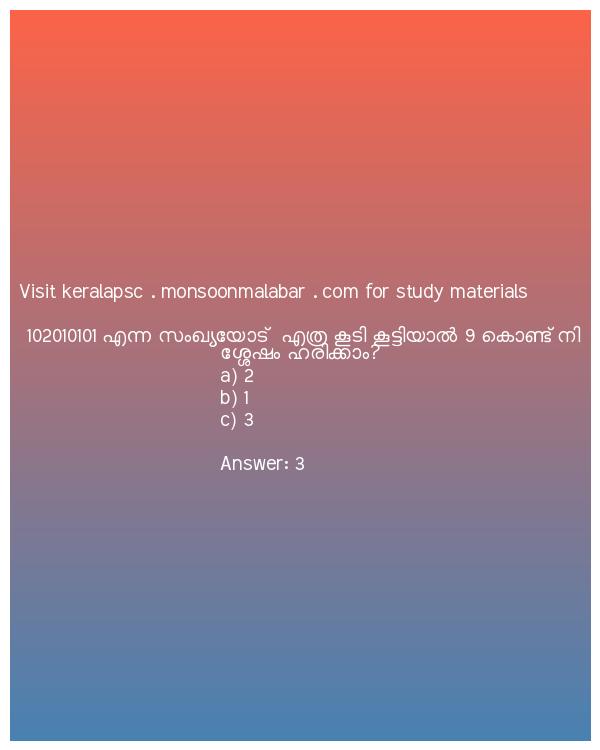 Visit keralapsc . monsoonmalabar . com for study materials
102010101 എന്ന സംഖ്യയോട് എത്ര കൂടി കൂട്ടിയാൽ 9 കൊണ്ട് നി
ശ്ശേഷം ഹരിക്കാം?
a) 2
b) 1
c) 3
Answer: 3